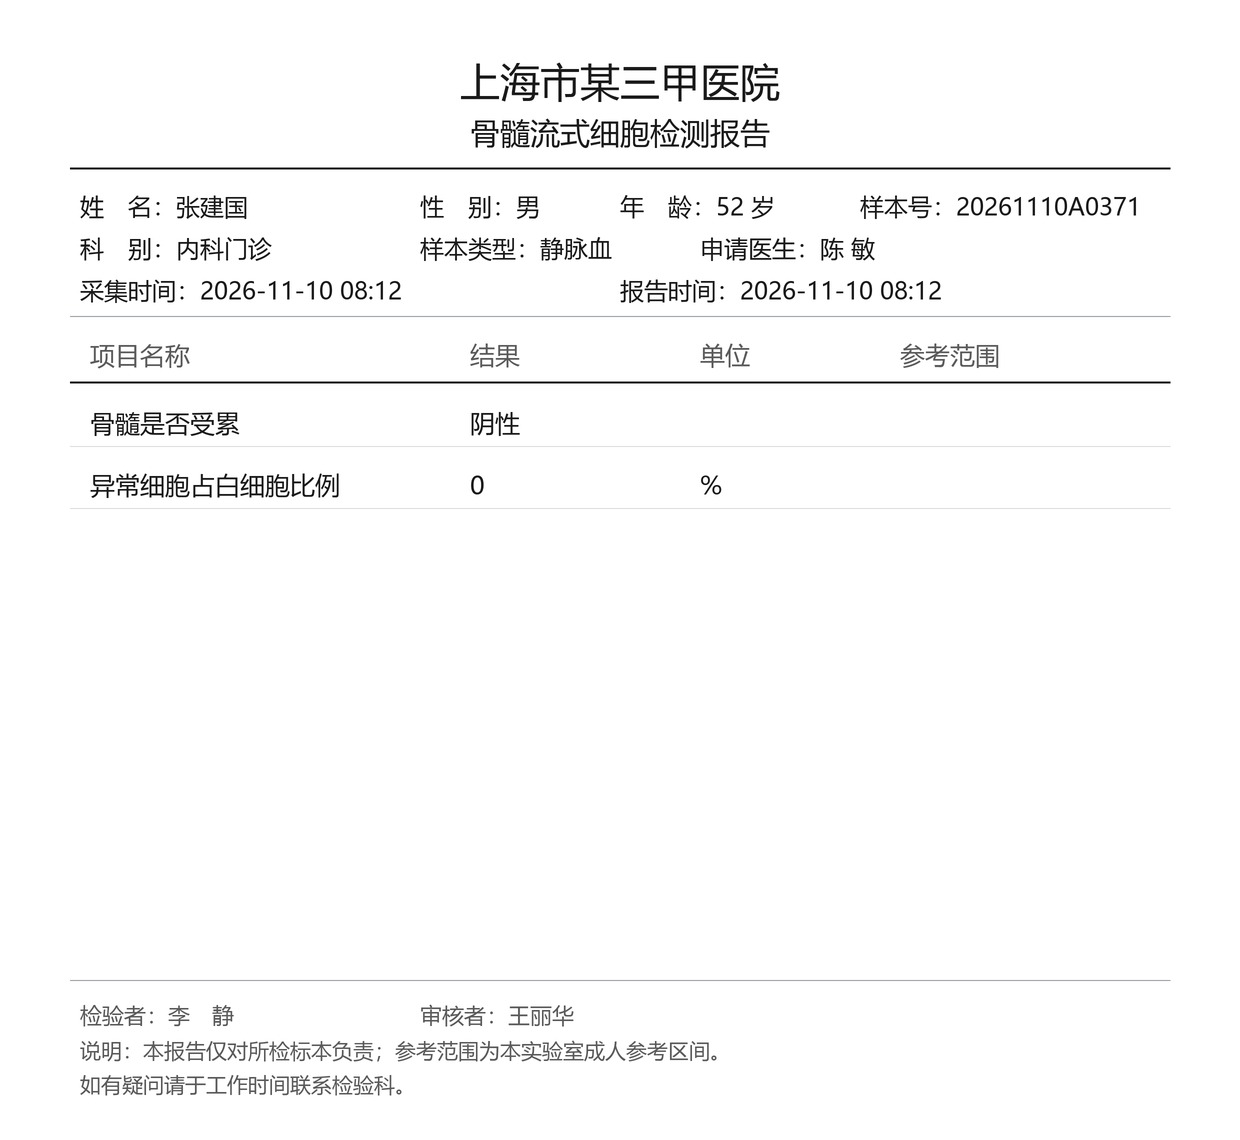 上海市某三甲医院
骨髓流式细胞检测报告
姓　名：张建国　性　别：男　年　龄：52 岁　样本号：20261110A0371
科　别：内科门诊　样本类型：静脉血　申请医生：陈 敏
采集时间：2026-11-10 08:12　报告时间：2026-11-10 08:12
项目名称　结果　单位　参考范围
骨髓是否受累　阴性
异常细胞占白细胞比例　0　%
检验者：李　静　审核者：王丽华
说明：本报告仅对所检标本负责；参考范围为本实验室成人参考区间。
如有疑问请于工作时间联系检验科。